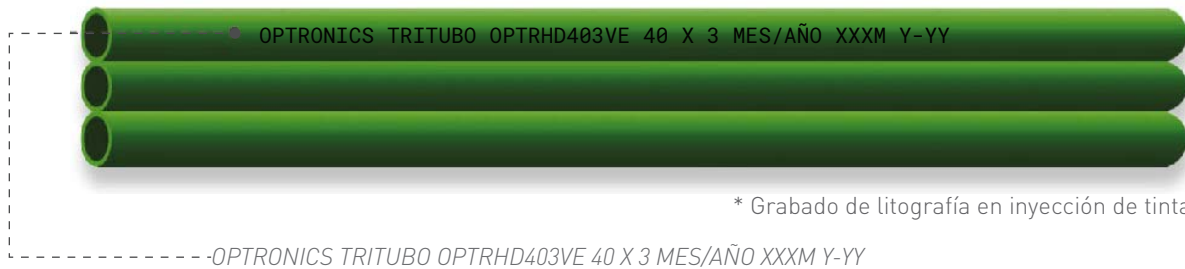 OPTRONICS TRITUBO OPTRHD403VE 40 X 3 MES/AÑO XXXM Y-YY
* Grabado de litografía en inyección de tinta
OPTRONICS TRITUBO OPTRHD403VE 40 X 3 MES/AÑO XXXM Y-YY